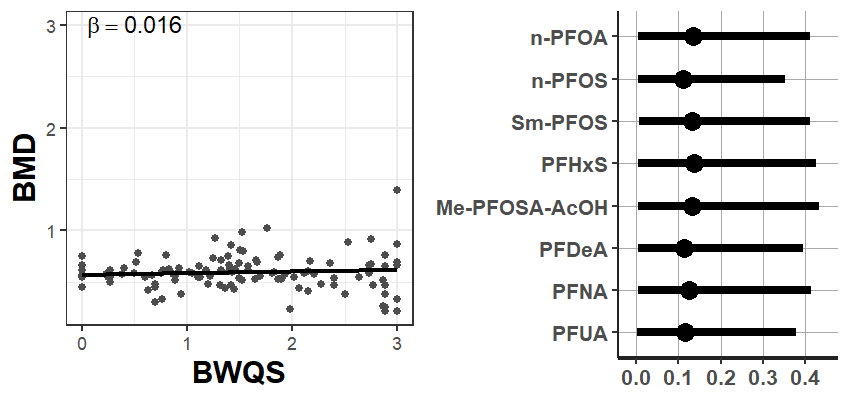 β = 0.016
3
2
1
BMD
0 1 2 3
BWQS
n-PFOA
n-PFOS
Sm-PFOS
PFHxS
Me-PFOSA-AcOH
PFDeA
PFNA
PFUA
0.0 0.1 0.2 0.3 0.4